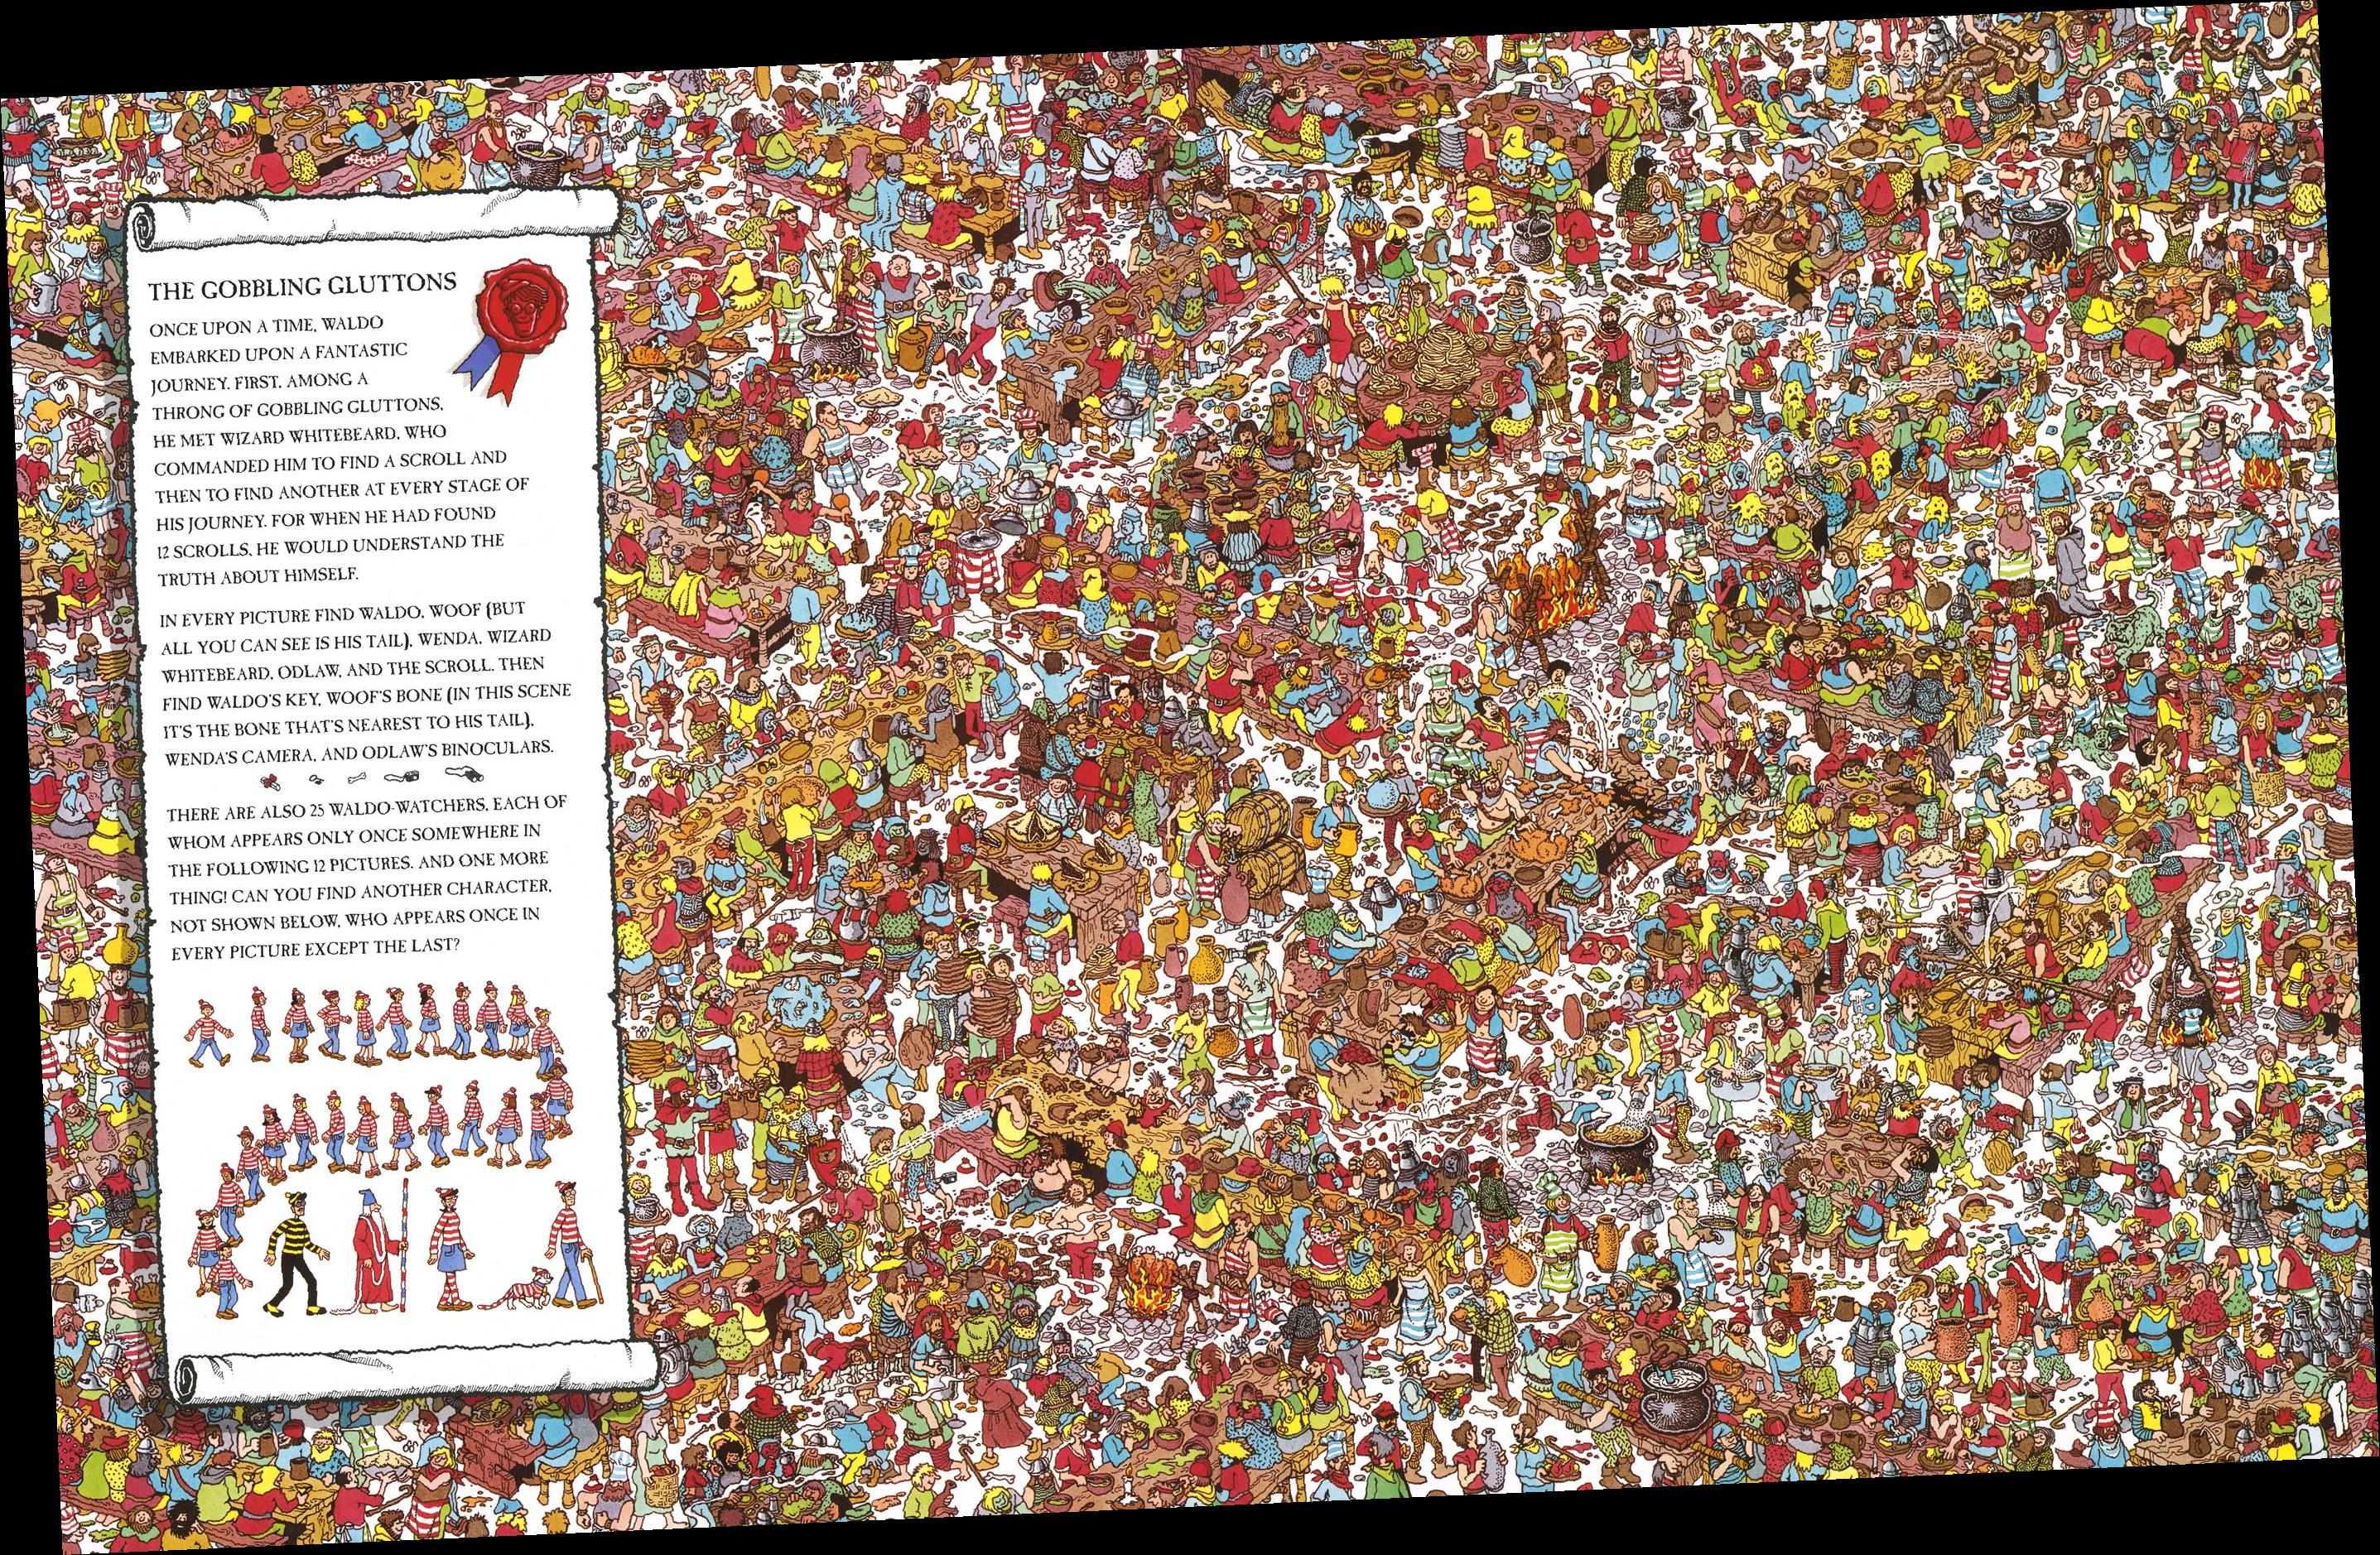 THE GOBBLING GLUTTONS
ONCE UPON A TIME, WALDO
EMBARKED UPON A FANTASTIC
JOURNEY. FIRST, AMONG A
THRONG OF GOBBLING GLUTTONS,
HE MET WIZARD WHITEBEARD, WHO
COMMANDED HIM TO FIND A SCROLL AND
THEN TO FIND ANOTHER AT EVERY STAGE OF
HIS JOURNEY. FOR WHEN HE HAD FOUND
12 SCROLLS, HE WOULD UNDERSTAND THE
TRUTH ABOUT HIMSELF.
IN EVERY PICTURE FIND WALDO, WOOF (BUT
ALL YOU CAN SEE IS HIS TAIL), WENDA, WIZARD
WHITEBEARD, ODLAW, AND THE SCROLL. THEN
FIND WALDO'S KEY, WOOF'S BONE (IN THIS SCENE
IT'S THE BONE THAT'S NEAREST TO HIS TAIL),
WENDA'S CAMERA, AND ODLAW'S BINOCULARS.
THERE ARE ALSO 25 WALDO-WATCHERS, EACH OF
WHOM APPEARS ONLY ONCE SOMEWHERE IN
THE FOLLOWING 12 PICTURES. AND ONE MORE
THING! CAN YOU FIND ANOTHER CHARACTER,
NOT SHOWN BELOW, WHO APPEARS ONCE IN
EVERY PICTURE EXCEPT THE LAST?